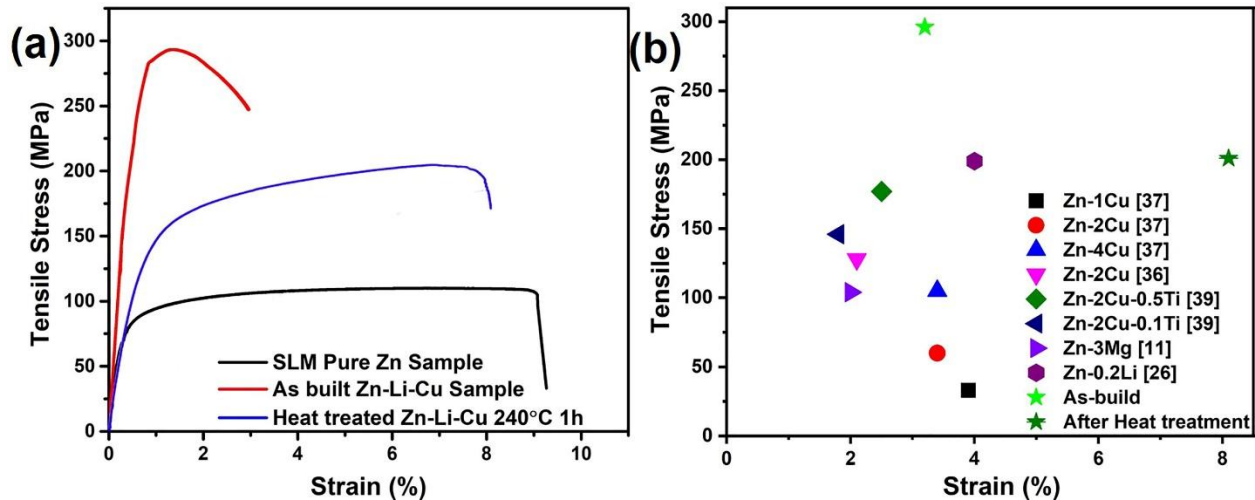 (a)
300
250
200
150
100
50
0
Tensile Stress (MPa)
SLM Pure Zn Sample
As built Zn-Li-Cu Sample
Heat treated Zn-Li-Cu 240°C 1h
0 2 4 6 8 10
Strain (%)
(b)
300
250
200
150
100
50
0
Tensile Stress (MPa)
Zn-1Cu [37]
Zn-2Cu [37]
Zn-4Cu [37]
Zn-2Cu [36]
Zn-2Cu-0.5Ti [39]
Zn-2Cu-0.1Ti [39]
Zn-3Mg [11]
Zn-0.2Li [26]
As-build
After Heat treatment
0 2 4 6 8
Strain (%)